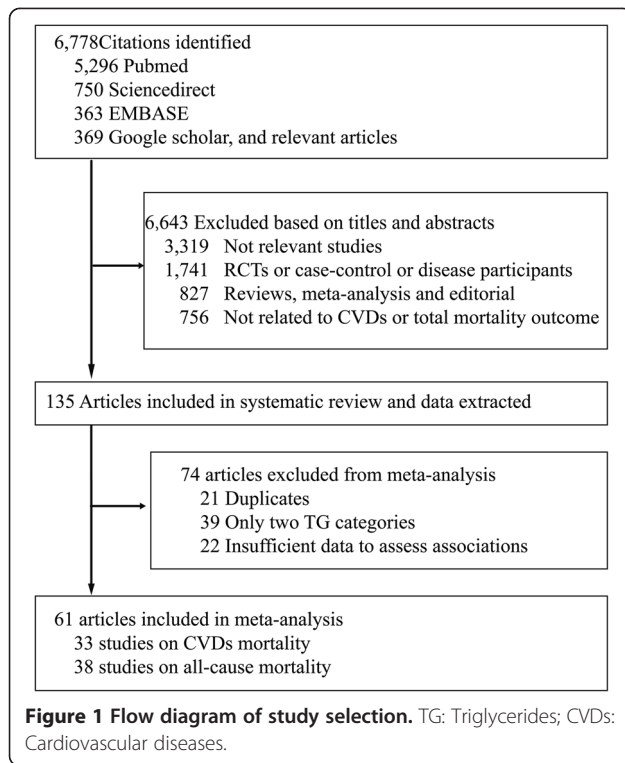 6,778Citations identified
5,296 Pubmed
750 Sciencedirect
363 EMBASE
369 Google scholar, and relevant articles
6,643 Excluded based on titles and abstracts
3,319 Not relevant studies
1,741 RCTs or case-control or disease participants
827 Reviews, meta-analysis and editorial
756 Not related to CVDs or total mortality outcome
135 Articles included in systematic review and data extracted
74 articles excluded from meta-analysis
21 Duplicates
39 Only two TG categories
22 Insufficient data to assess associations
61 articles included in meta-analysis
33 studies on CVDs mortality
38 studies on all-cause mortality
Figure 1 Flow diagram of study selection. TG: Triglycerides; CVDs:
Cardiovascular diseases.